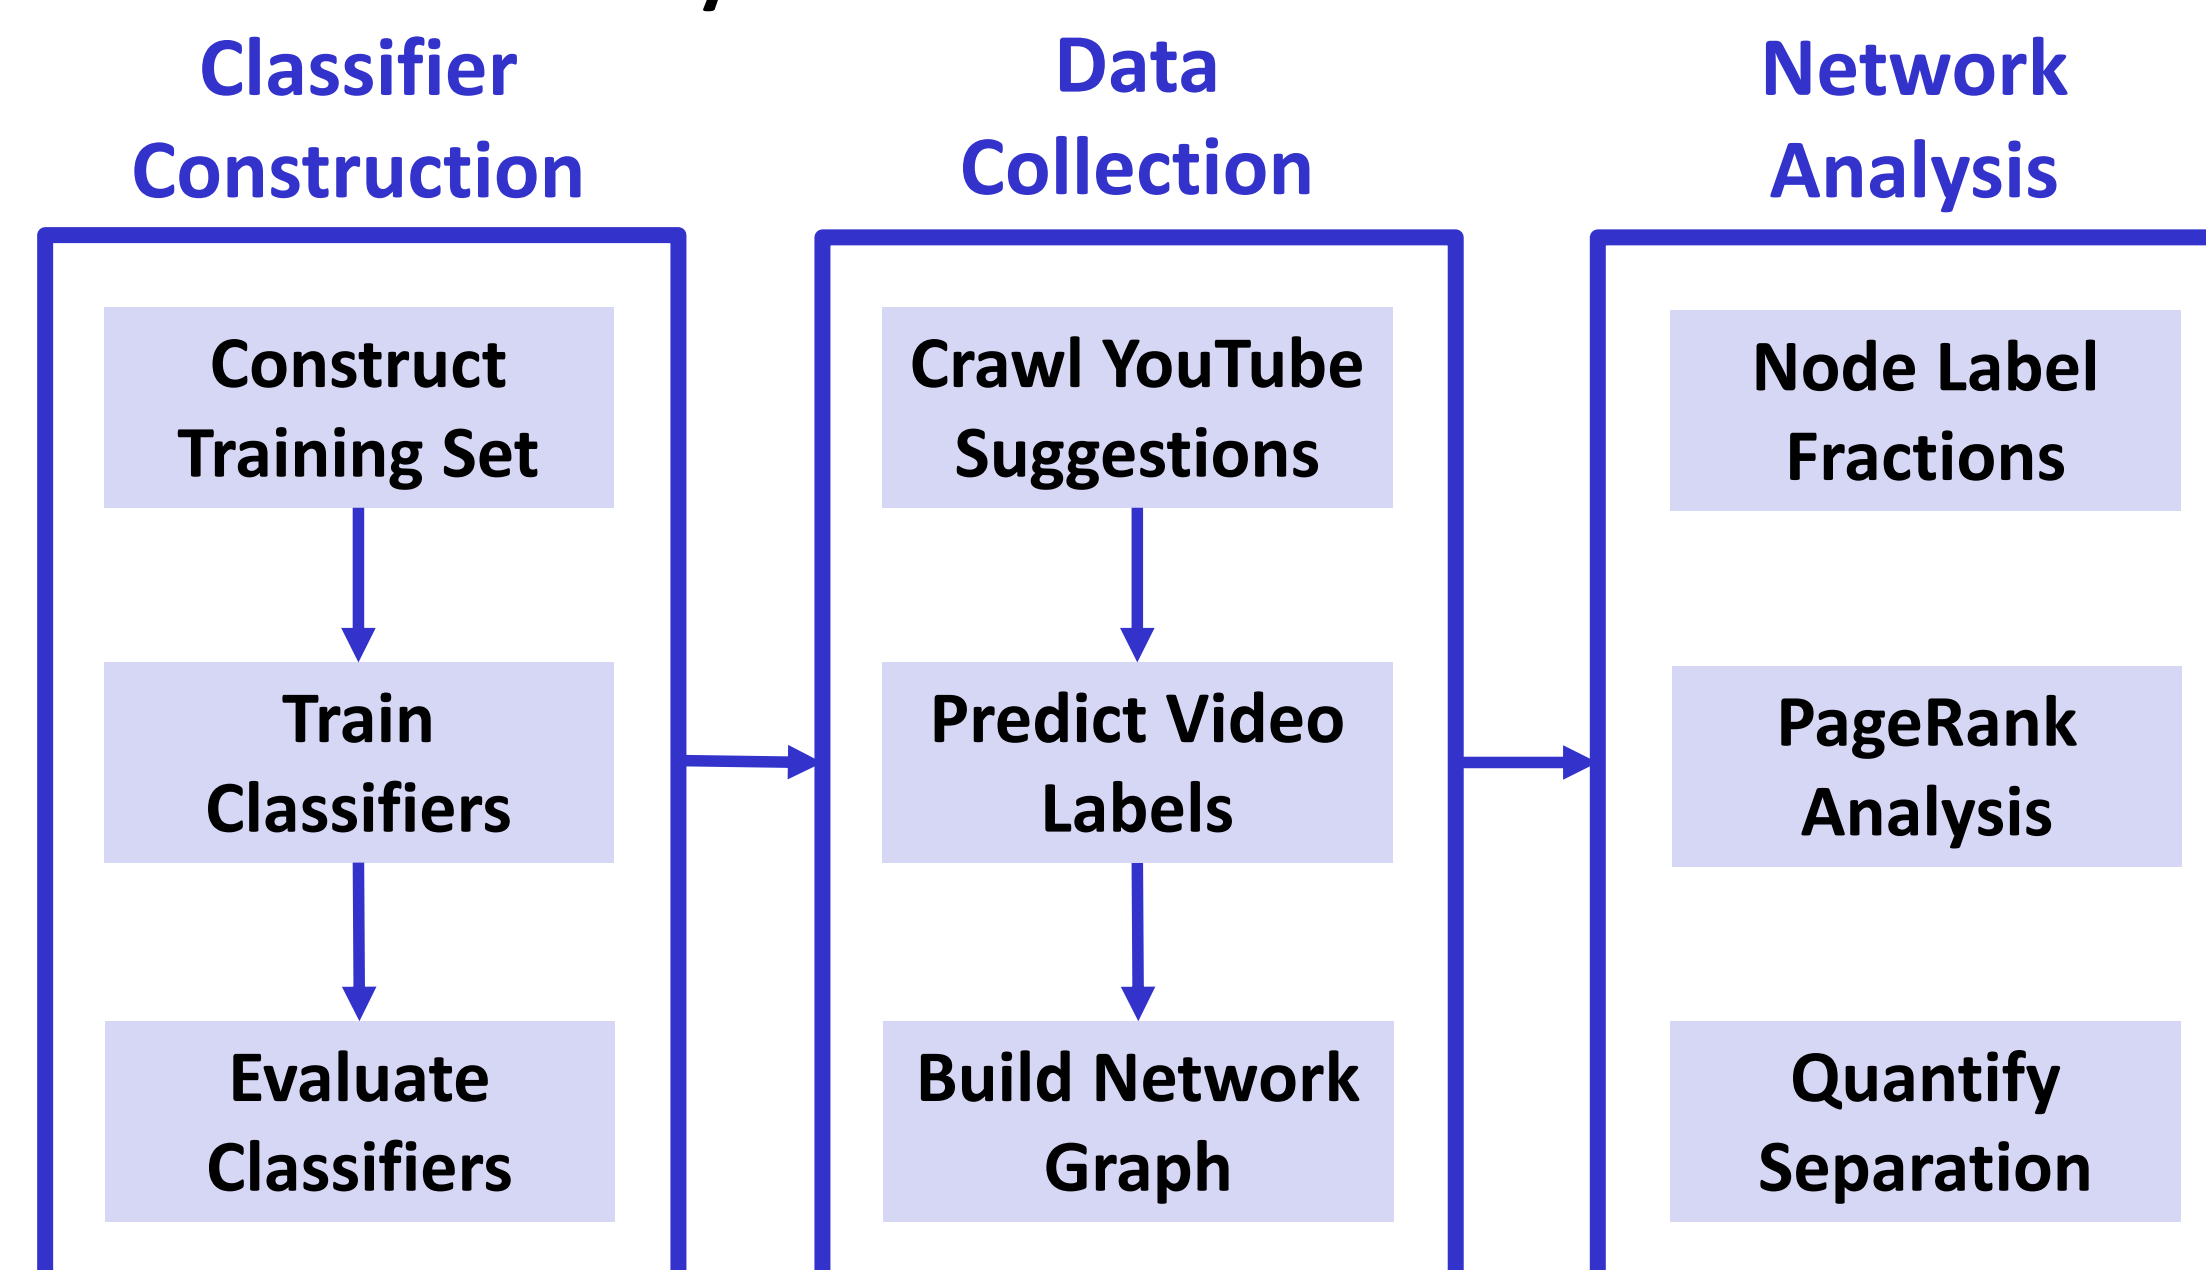 Classifier
Construction
Construct
Training Set
Train
Classifiers
Evaluate
Classifiers
Data
Collection
Crawl YouTube
Suggestions
Predict Video
Labels
Build Network
Graph
Network
Analysis
Node Label
Fractions
PageRank
Analysis
Quantify
Separation